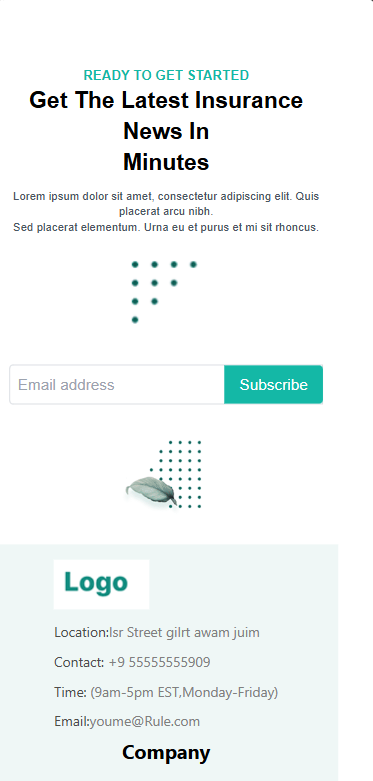 READY TO GET STARTED
Get The Latest Insurance
News In
Minutes
Lorem ipsum dolor sit amet, consectetur adipiscing elit. Quis
placerat arcu nibh.
Sed placerat elementum. Urna eu et purus et mi sit rhoncus.
Email address
Subscribe
Logo
Location:Isr Street gilrt awam juim
Contact: +9 55555555909
Time: (9am-5pm EST,Monday-Friday)
Email:youme@Rule.com
Company